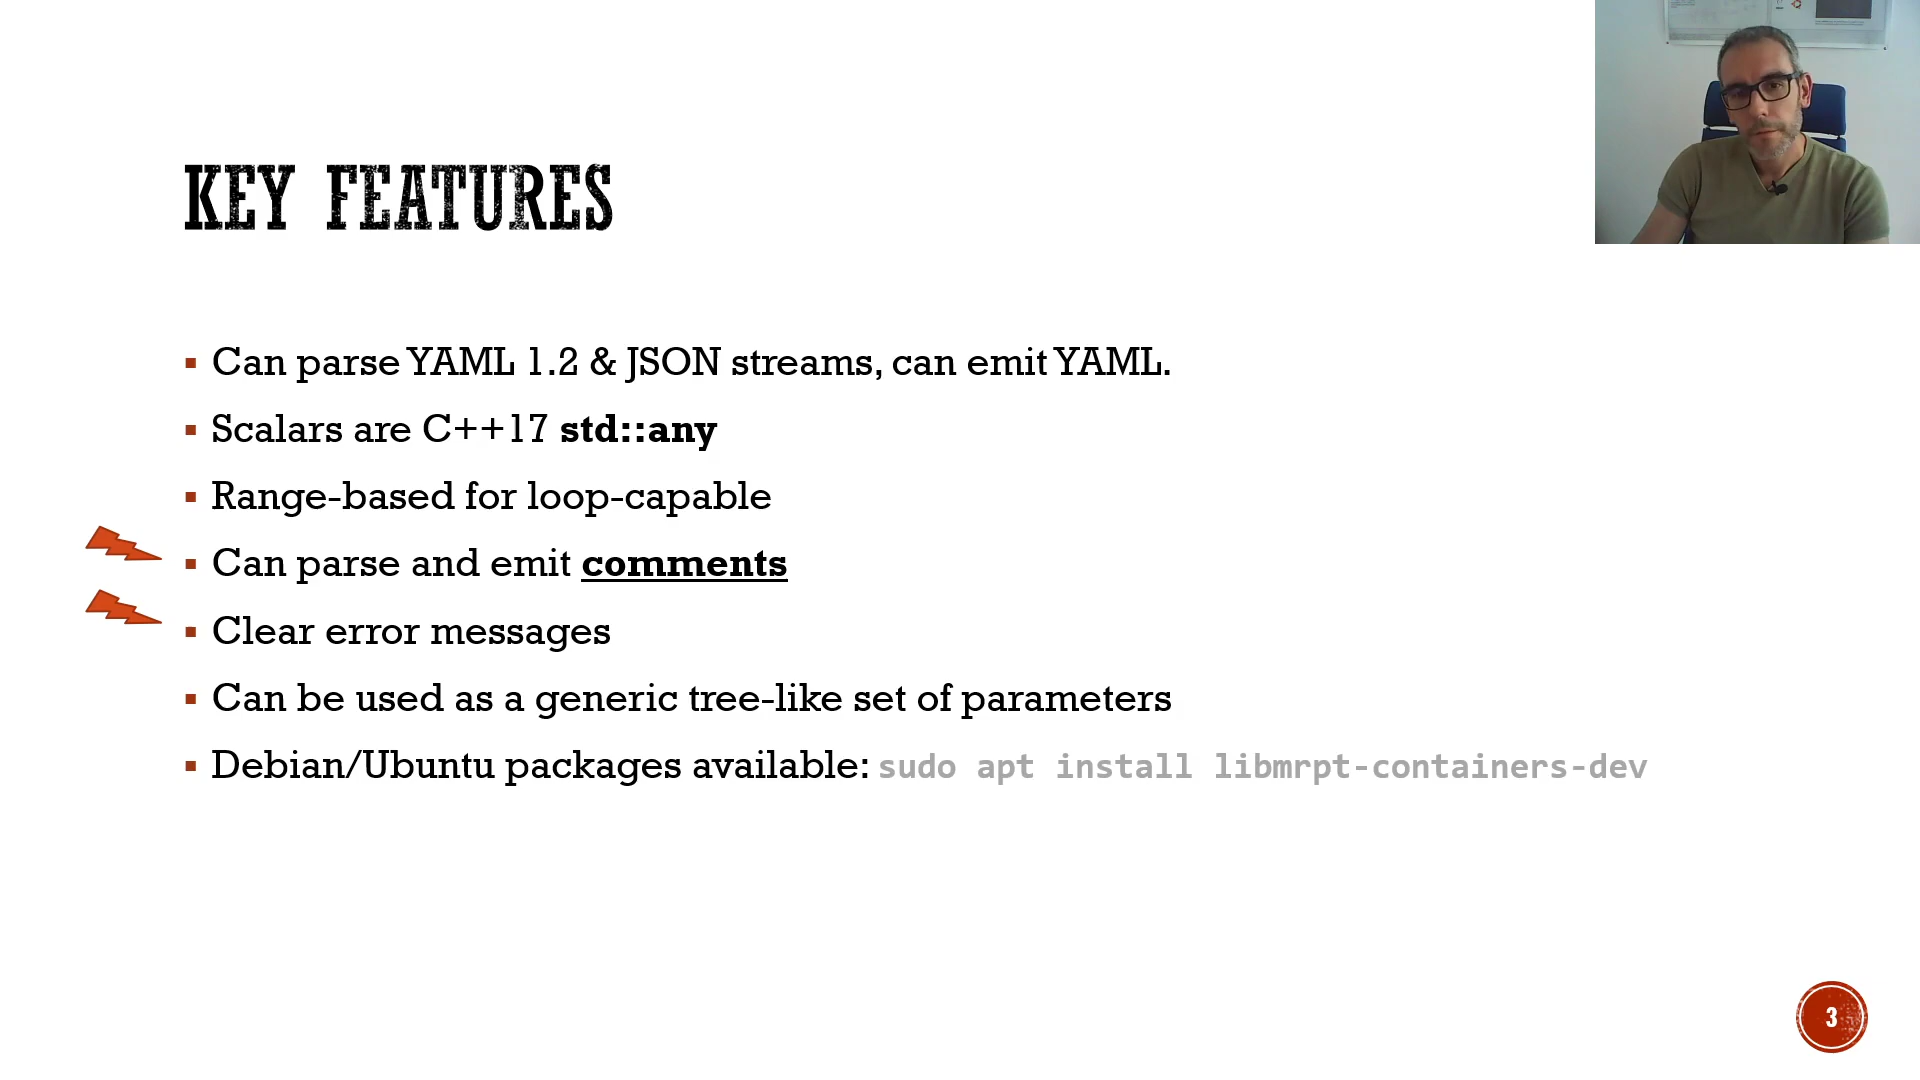 KEY FEATURES
Can parse YAML 1.2 & JSON streams, can emit YAML.
Scalars are C++17 std::any
Range-based for loop-capable
Can parse and emit comments
Clear error messages
Can be used as a generic tree-like set of parameters
Debian/Ubuntu packages available: sudo apt install libmrpt-containers-dev
3